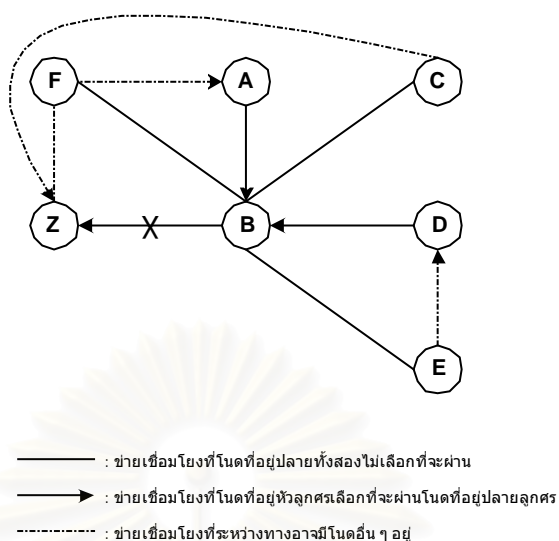 F
A
C
Z
X
B
D
E
: ข่ายเชื่อมโยงที่โนดที่อยู่ปลายทั้งสองไม่เลือกที่จะผ่าน
: ข่ายเชื่อมโยงที่โนดที่อยู่หัวลูกศรเลือกที่จะผ่านโนดที่อยู่ปลายลูกศร
: ข่ายเชื่อมโยงที่ระหว่างทางอาจมีโนดอื่น ๆ อยู่